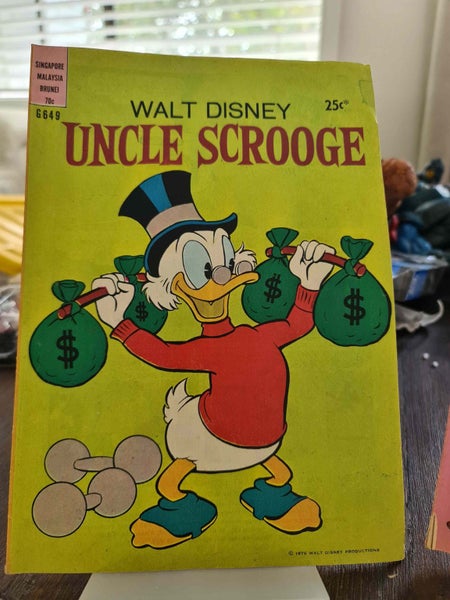 SINGAPORE
MALAYSIA
BRUNEI
70c
G649
WALT DISNEY
25c*
UNCLE SCROOGE
$
$
$
$
© 1976 WALT DISNEY PRODUCTIONS